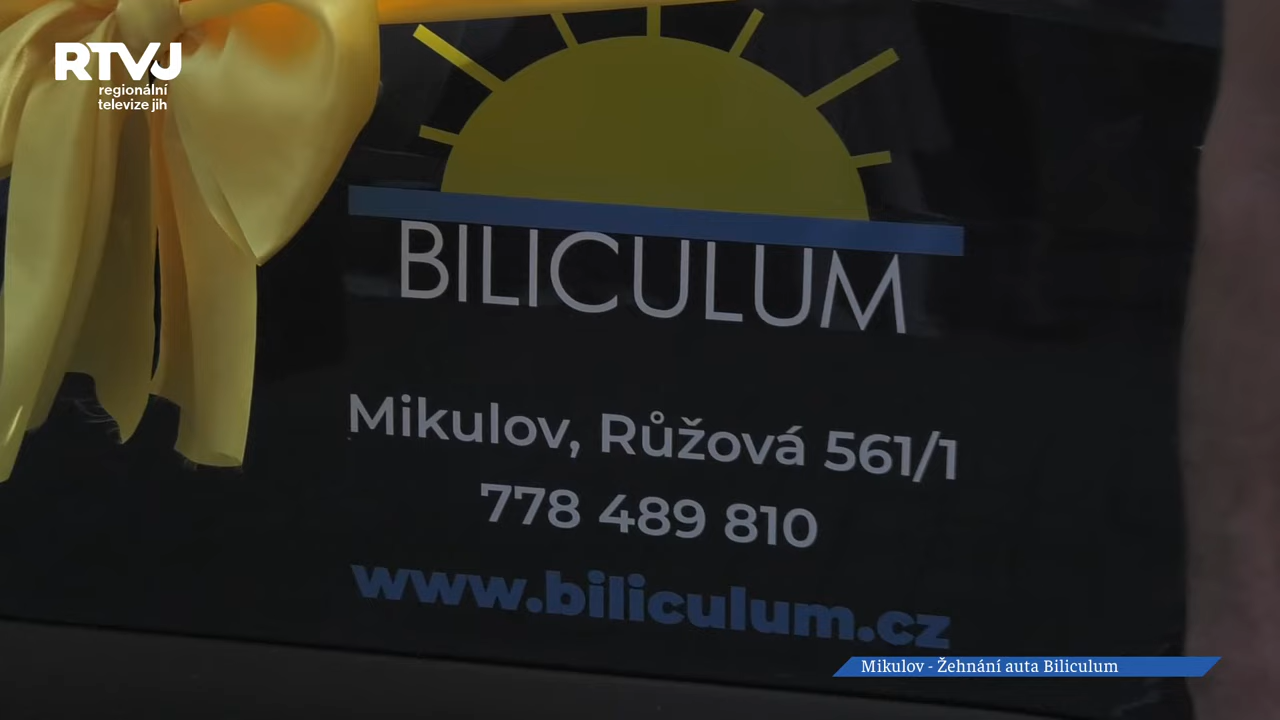 RTVJ
regionální
televize jih
BILICULUM
Mikulov, Růžová 561/1
778 489 810
www.biliculum.cz
Mikulov - Žehnání auta Biliculum